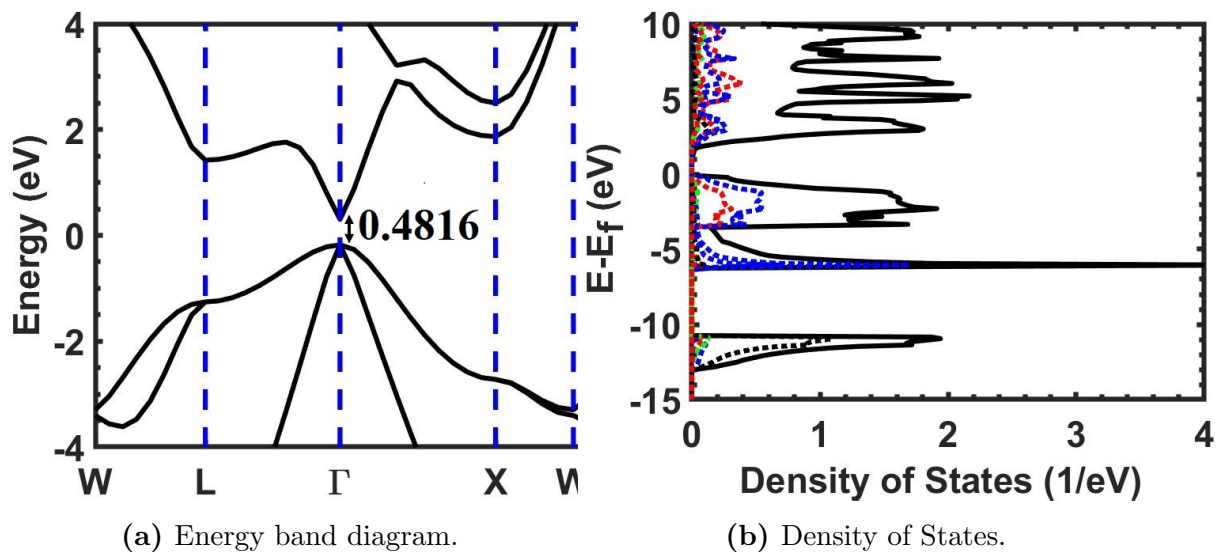 4
2
0
-2
-4
Energy (eV)
0.4816
W L Γ X W
(a) Energy band diagram.
10
5
0
-5
-10
-15
E-Ef (eV)
0 1 2 3 4
Density of States (1/eV)
(b) Density of States.